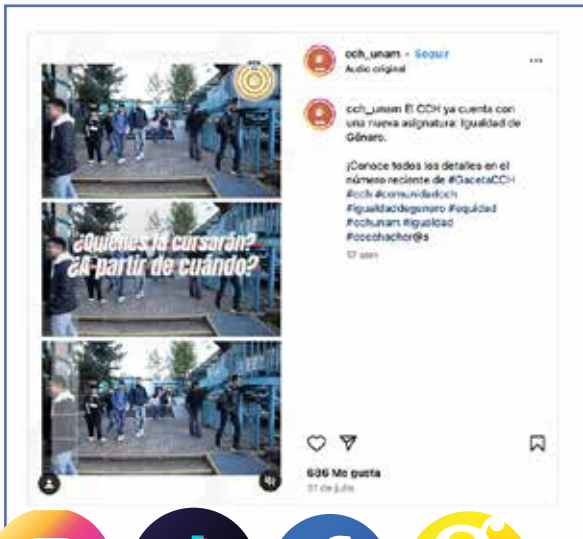 cch_unam • Seguir
Audio original
cch_unam El CCH ya cuenta con
una nueva asignatura: Igualdad de
Género.
¡Conoce todos los detalles en el
número reciente de #GacetaCCH
#cch #comunidadcch
#igualdaddegenero #equidad
#cchunam #igualdad
#cecehacher@s
¿Quiénes la cursarán?
¿A partir de cuándo?
636 Me gusta
31 de julio